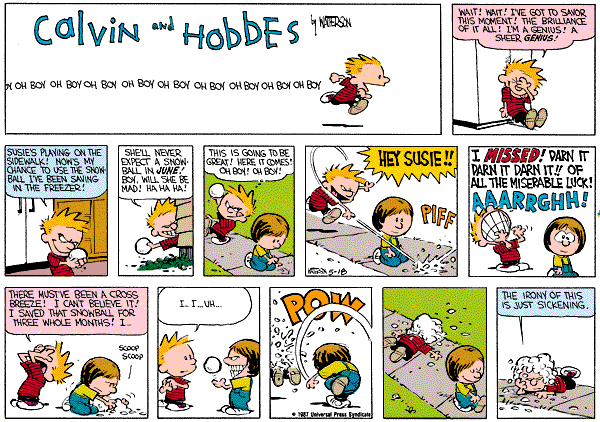 Calvin and HObbES by WATTERSON
OH BOY OH BOY OH BOY OH BOY OH BOY OH BOY OH BOY OH BOY OH BOY
WAIT! WAIT! I'VE GOT TO SAVOR
THIS MOMENT! THE BRILLIANCE
OF IT ALL! I'M A GENIUS! A
SHEER GENIUS!
SUSIE'S PLAYING ON THE
SIDEWALK! NOW'S MY
CHANCE TO USE THE SNOW-
BALL I'VE BEEN SAVING
IN THE FREEZER!
SHE'LL NEVER
EXPECT A SNOW-
BALL IN JUNE!
BOY, WILL SHE BE
MAD! HA HA HA!
THIS IS GOING TO BE
GREAT! HERE IT COMES!
OH BOY! OH BOY!
HEY SUSIE!!
PIFF
5-18
I MISSED! DARN IT
DARN IT DARN IT!! OF
ALL THE MISERABLE LUCK!
AAARRGHH!
THERE MUST'VE BEEN A CROSS
BREEZE! I CAN'T BELIEVE IT!
I SAVED THAT SNOWBALL FOR
THREE WHOLE MONTHS! I...
SCOOP
SCOOP
I.. I...UH...
POW
© 1987 Universal Press Syndicate
THE IRONY OF THIS
IS JUST SICKENING.